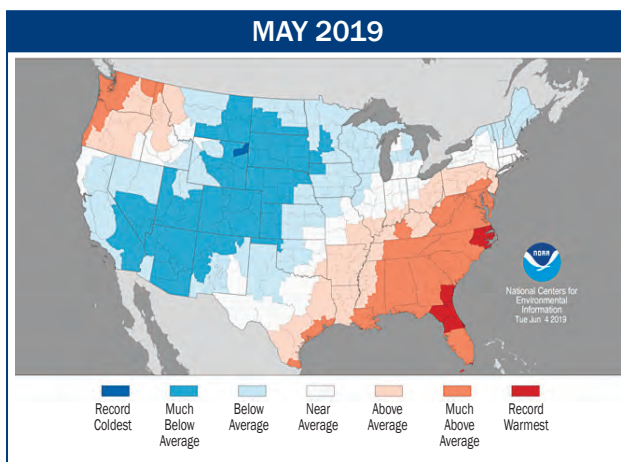 MAY 2019
NOAA
National Centers for
Environmental
Information
Tue Jun 4 2019
Record
Coldest
Much
Below
Average
Below
Average
Near
Average
Above
Average
Much
Above
Average
Record
Warmest